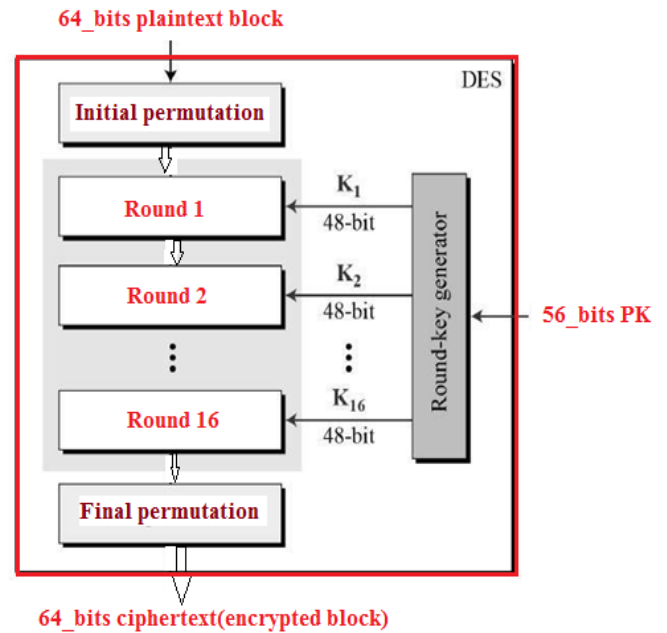 64_bits plaintext block
DES
Initial permutation
Round 1
K1
48-bit
Round 2
K2
48-bit
Round-key generator
56_bits PK
Round 16
K16
48-bit
Final permutation
64_bits ciphertext(encrypted block)